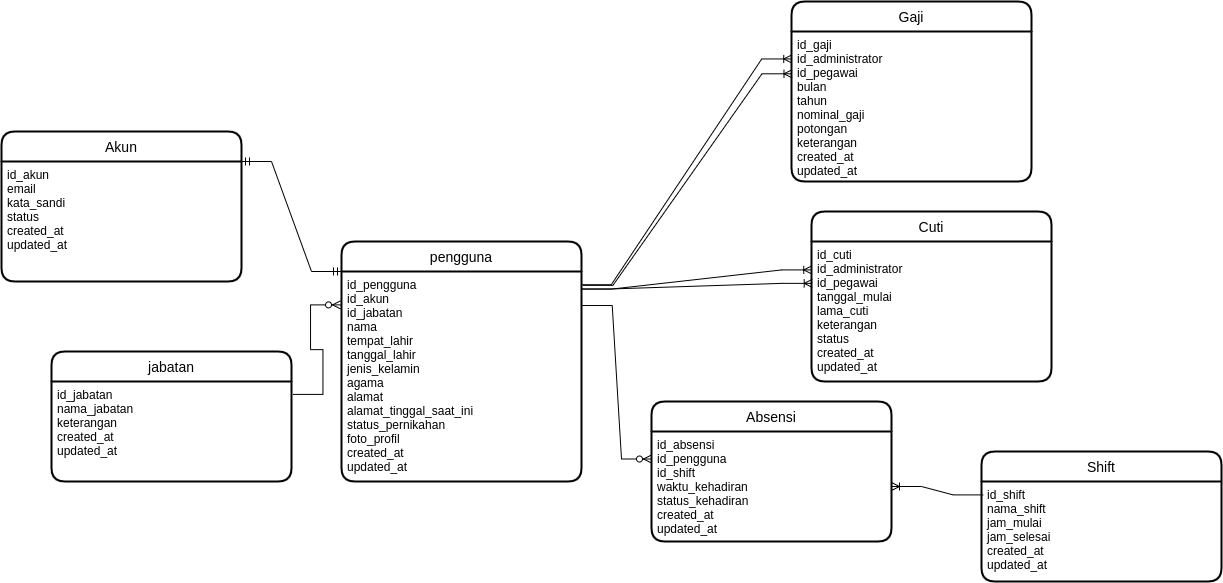 Gaji
id_gaji
id_administrator
id_pegawai
bulan
tahun
nominal_gaji
potongan
keterangan
created_at
updated_at
Akun
id_akun
email
kata_sandi
status
created_at
updated_at
Cuti
id_cuti
id_administrator
id_pegawai
tanggal_mulai
lama_cuti
keterangan
status
created_at
updated_at
pengguna
id_pengguna
id_akun
id_jabatan
nama
tempat_lahir
tanggal_lahir
jenis_kelamin
agama
alamat
alamat_tinggal_saat_ini
status_pernikahan
foto_profil
created_at
updated_at
jabatan
id_jabatan
nama_jabatan
keterangan
created_at
updated_at
Absensi
id_absensi
id_pengguna
id_shift
waktu_kehadiran
status_kehadiran
created_at
updated_at
Shift
id_shift
nama_shift
jam_mulai
jam_selesai
created_at
updated_at